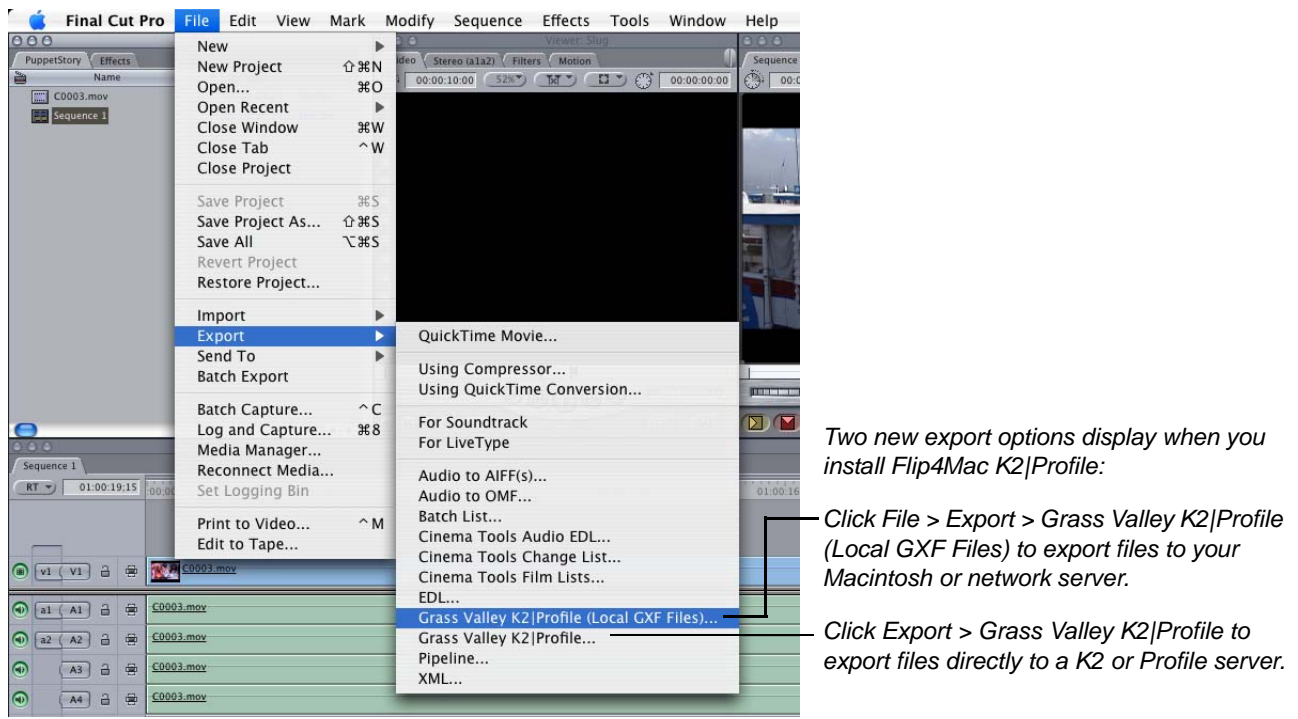 Final Cut Pro File Edit View Mark Modify Sequence Effects Tools Window Help
PuppetStory Effects
Name
C0003.mov
Sequence 1
New
New Project ⇧⌘N
Open... ⌘O
Open Recent
Close Window ⌘W
Close Tab ^W
Close Project
Save Project ⌘S
Save Project As... ⇧⌘S
Save All ⌥⌘S
Revert Project
Restore Project...
Import
Export
Send To
Batch Export
Batch Capture... ^C
Log and Capture... ⌘8
Media Manager...
Reconnect Media...
Set Logging Bin
Print to Video... ^M
Edit to Tape...
Viewer: Slug
Stereo (a1a2) Filters Motion
00:00:10:00 52% 00:00:00:00
Sequence
QuickTime Movie...
Using Compressor...
Using QuickTime Conversion...
For Soundtrack
For LiveType
Audio to AIFF(s)...
Audio to OMF...
Batch List...
Cinema Tools Audio EDL...
Cinema Tools Change List...
Cinema Tools Film Lists...
EDL...
Grass Valley K2|Profile (Local GXF Files)...
Grass Valley K2|Profile...
Pipeline...
XML...
Sequence 1
RT 01:00:19;15
01:00:16
v1 V1 C0003.mov
a1 A1 C0003.mov
a2 A2 C0003.mov
A3 C0003.mov
A4 C0003.mov
Two new export options display when you
install Flip4Mac K2|Profile:
Click File > Export > Grass Valley K2|Profile
(Local GXF Files) to export files to your
Macintosh or network server.
Click Export > Grass Valley K2|Profile to
export files directly to a K2 or Profile server.